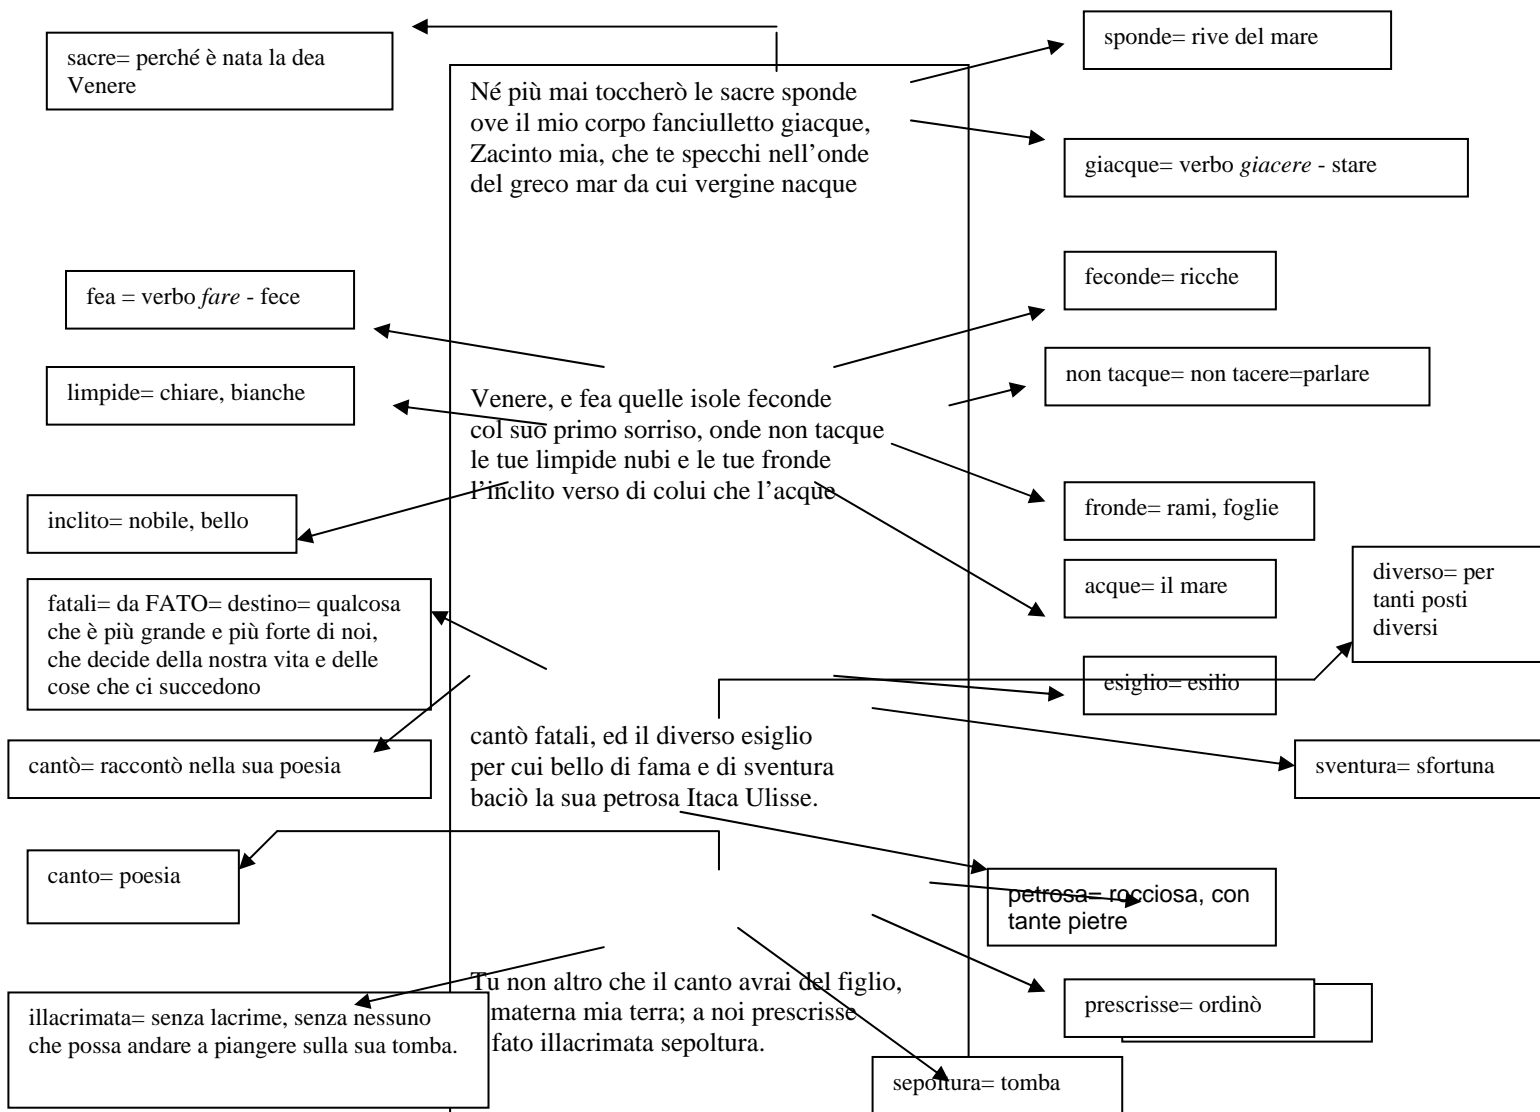 sacre= perché è nata la dea
Venere
sponde= rive del mare
Né più mai toccherò le sacre sponde
ove il mio corpo fanciulletto giacque,
Zacinto mia, che te specchi nell’onde
del greco mar da cui vergine nacque
giacque= verbo giacere - stare
feconde= ricche
fea = verbo fare - fece
non tacque= non tacere=parlare
limpide= chiare, bianche
Venere, e fea quelle isole feconde
col suo primo sorriso, onde non tacque
le tue limpide nubi e le tue fronde
l’inclito verso di colui che l’acque
inclito= nobile, bello
fronde= rami, foglie
acque= il mare
diverso= per
tanti posti
diversi
fatali= da FATO= destino= qualcosa
che è più grande e più forte di noi,
che decide della nostra vita e delle
cose che ci succedono
esiglio= esilio
cantò fatali, ed il diverso esiglio
per cui bello di fama e di sventura
baciò la sua petrosa Itaca Ulisse.
cantò= raccontò nella sua poesia
sventura= sfortuna
canto= poesia
petrosa= rocciosa, con
tante pietre
Tu non altro che il canto avrai del figlio,
materna mia terra; a noi prescrisse
fato illacrimata sepoltura.
prescrisse= ordinò
illacrimata= senza lacrime, senza nessuno
che possa andare a piangere sulla sua tomba.
sepoltura= tomba